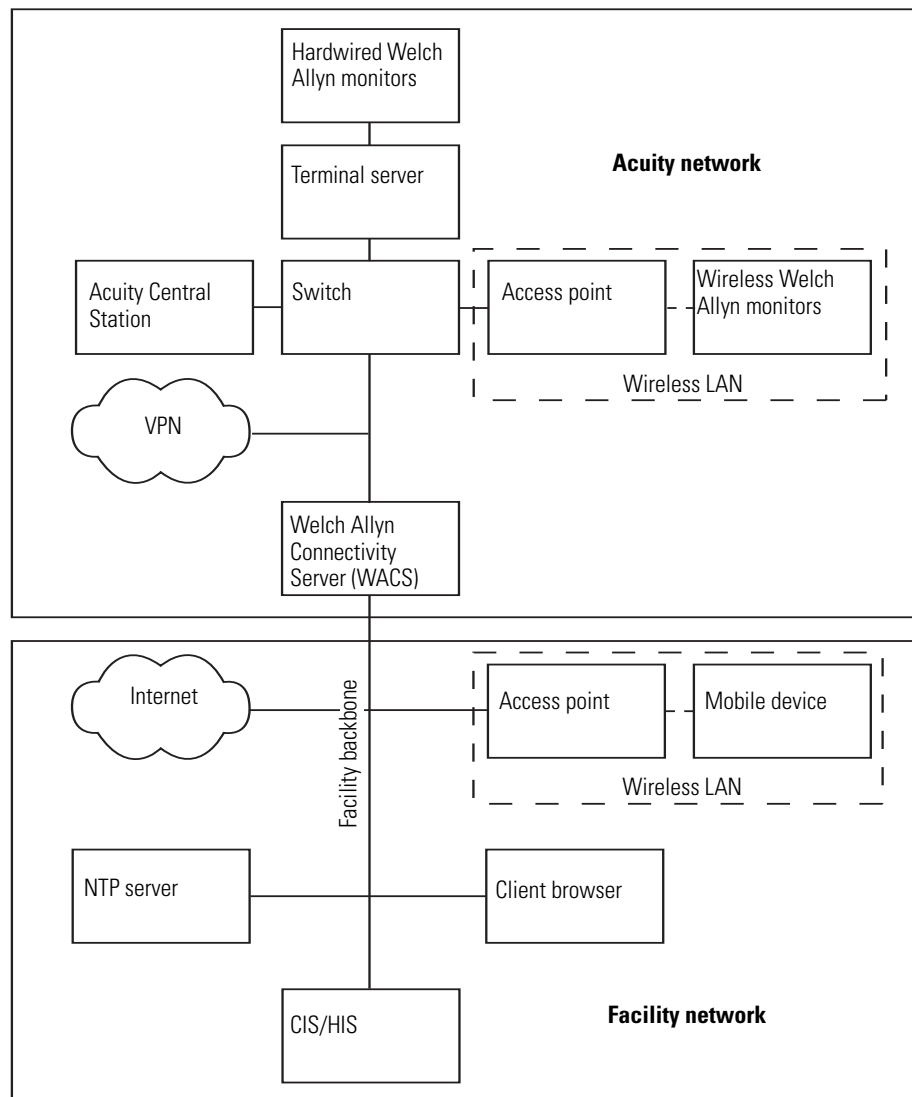 Hardwired Welch
Allyn monitors
Terminal server
Acuity network
Acuity Central
Station
Switch
Access point
Wireless Welch
Allyn monitors
Wireless LAN
VPN
Welch Allyn
Connectivity
Server (WACS)
Internet
Facility backbone
Access point
Mobile device
Wireless LAN
NTP server
Client browser
CIS/HIS
Facility network